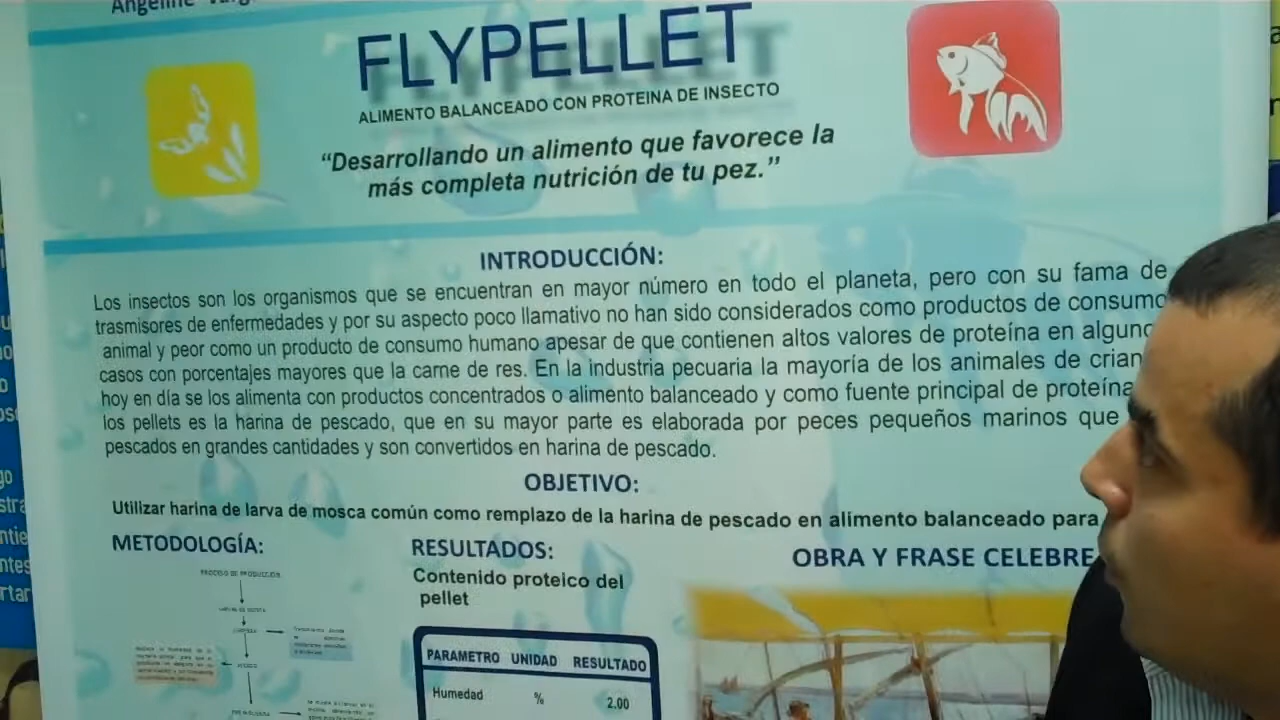 Angeline
FLYPELLET
ALIMENTO BALANCEADO CON PROTEINA DE INSECTO
“Desarrollando un alimento que favorece la
más completa nutrición de tu pez.”
INTRODUCCIÓN:
Los insectos son los organismos que se encuentran en mayor número en todo el planeta, pero con su fama de
trasmisores de enfermedades y por su aspecto poco llamativo no han sido considerados como productos de consumo
animal y peor como un producto de consumo humano apesar de que contienen altos valores de proteína en alguno
casos con porcentajes mayores que la carne de res. En la industria pecuaria la mayoría de los animales de crian
hoy en día se los alimenta con productos concentrados o alimento balanceado y como fuente principal de proteína
los pellets es la harina de pescado, que en su mayor parte es elaborada por peces pequeños marinos que
pescados en grandes cantidades y son convertidos en harina de pescado.
OBJETIVO:
Utilizar harina de larva de mosca común como remplazo de la harina de pescado en alimento balanceado para
METODOLOGÍA:
PROCESO DE PRODUCCIÓN
RESULTADOS:
Contenido proteico del
pellet
PARAMETRO UNIDAD RESULTADO
Humedad % 2.00
OBRA Y FRASE CELEBRE